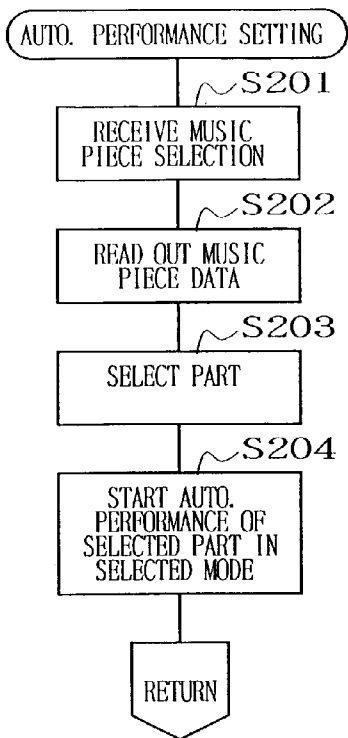 AUTO. PERFORMANCE SETTING
S201
RECEIVE MUSIC
PIECE SELECTION
S202
READ OUT MUSIC
PIECE DATA
S203
SELECT PART
S204
START AUTO.
PERFORMANCE OF
SELECTED PART IN
SELECTED MODE
RETURN